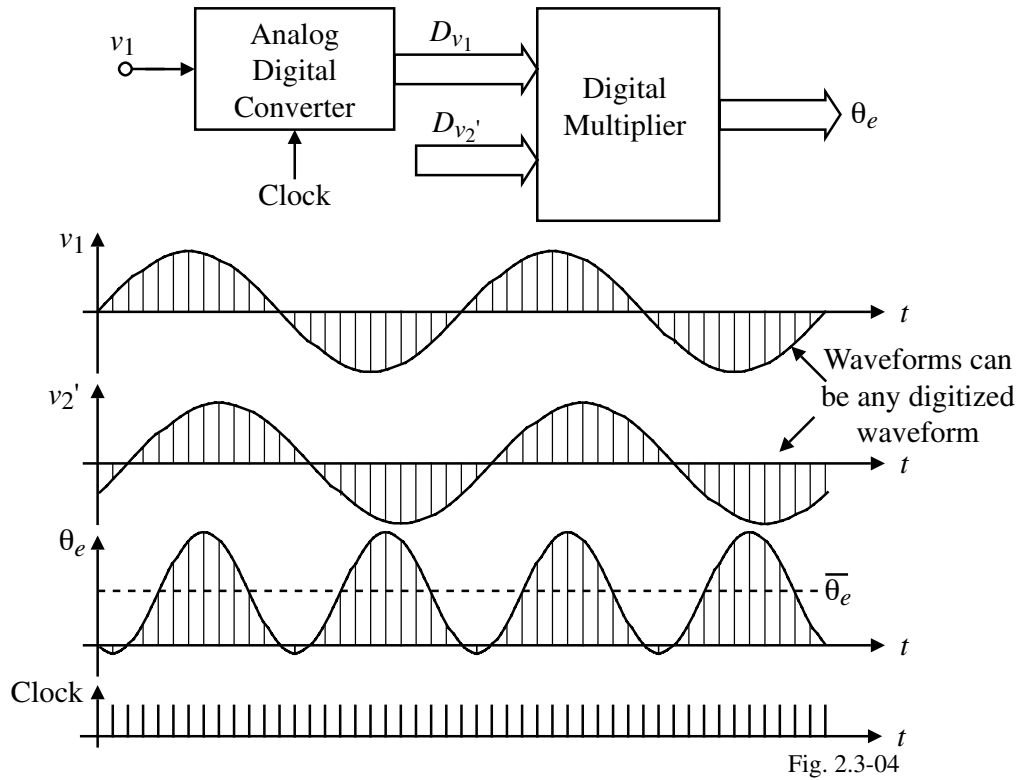 v1
Analog
Digital
Converter
Dv1
Dv2'
Clock
Digital
Multiplier
θe
v1
t
Waveforms can
be any digitized
waveform
v2'
t
θe
θe
t
Clock
t
Fig. 2.3-04